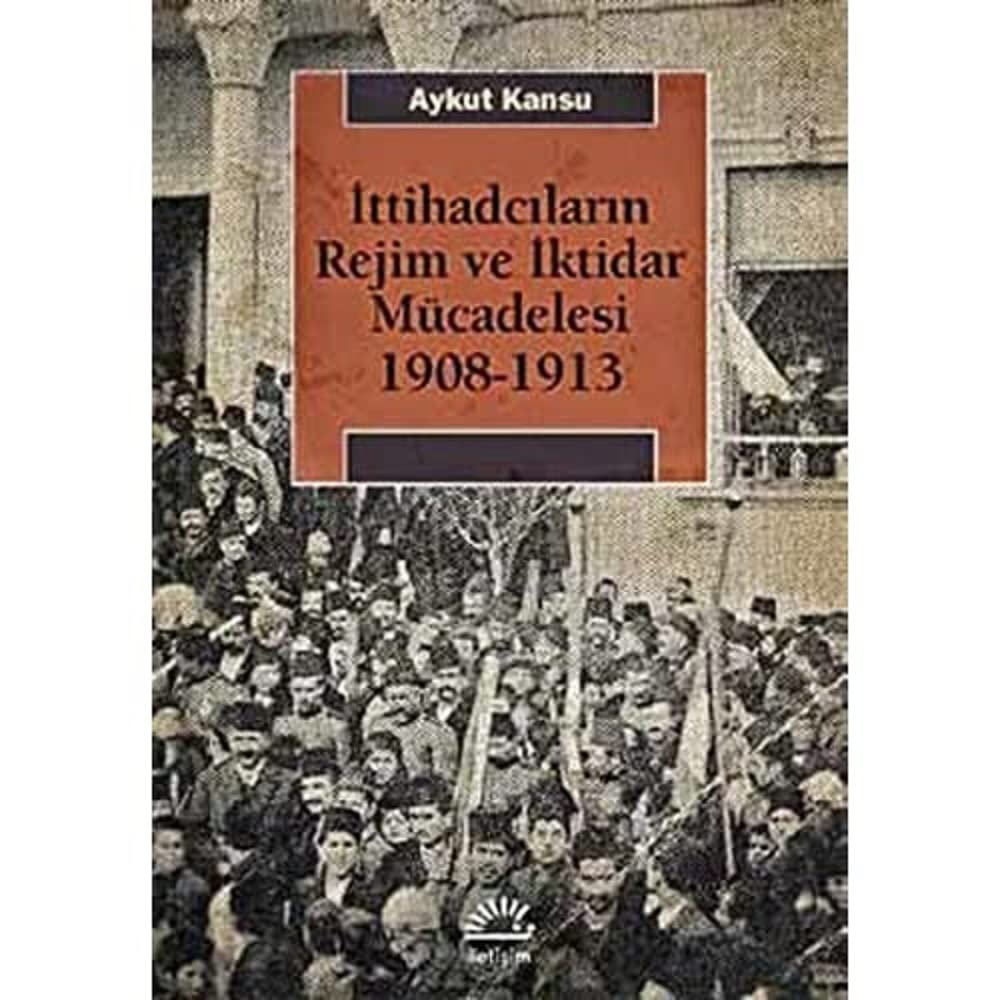 Aykut Kansu
İttihadcıların
Rejim ve İktidar
Mücadelesi
1908-1913
iletişim